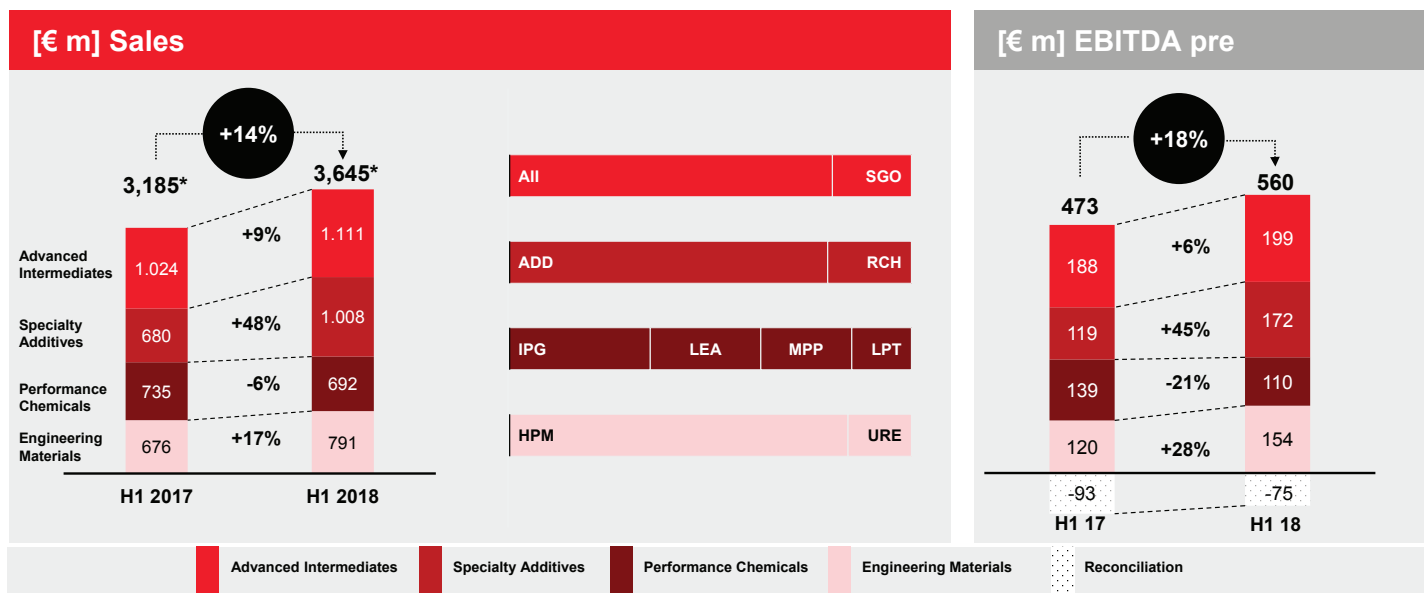 [€ m] Sales
+14%
3,185*
3,645*
Advanced
Intermediates
1.024
+9%
1.111
Specialty
Additives
680
+48%
1.008
Performance
Chemicals
735
-6%
692
Engineering
Materials
676
+17%
791
H1 2017
H1 2018
AII
SGO
ADD
RCH
IPG
LEA
MPP
LPT
HPM
URE
[€ m] EBITDA pre
+18%
473
560
188
+6%
199
119
+45%
172
139
-21%
110
120
+28%
154
-93
-75
H1 17
H1 18
Advanced Intermediates
Specialty Additives
Performance Chemicals
Engineering Materials
Reconciliation